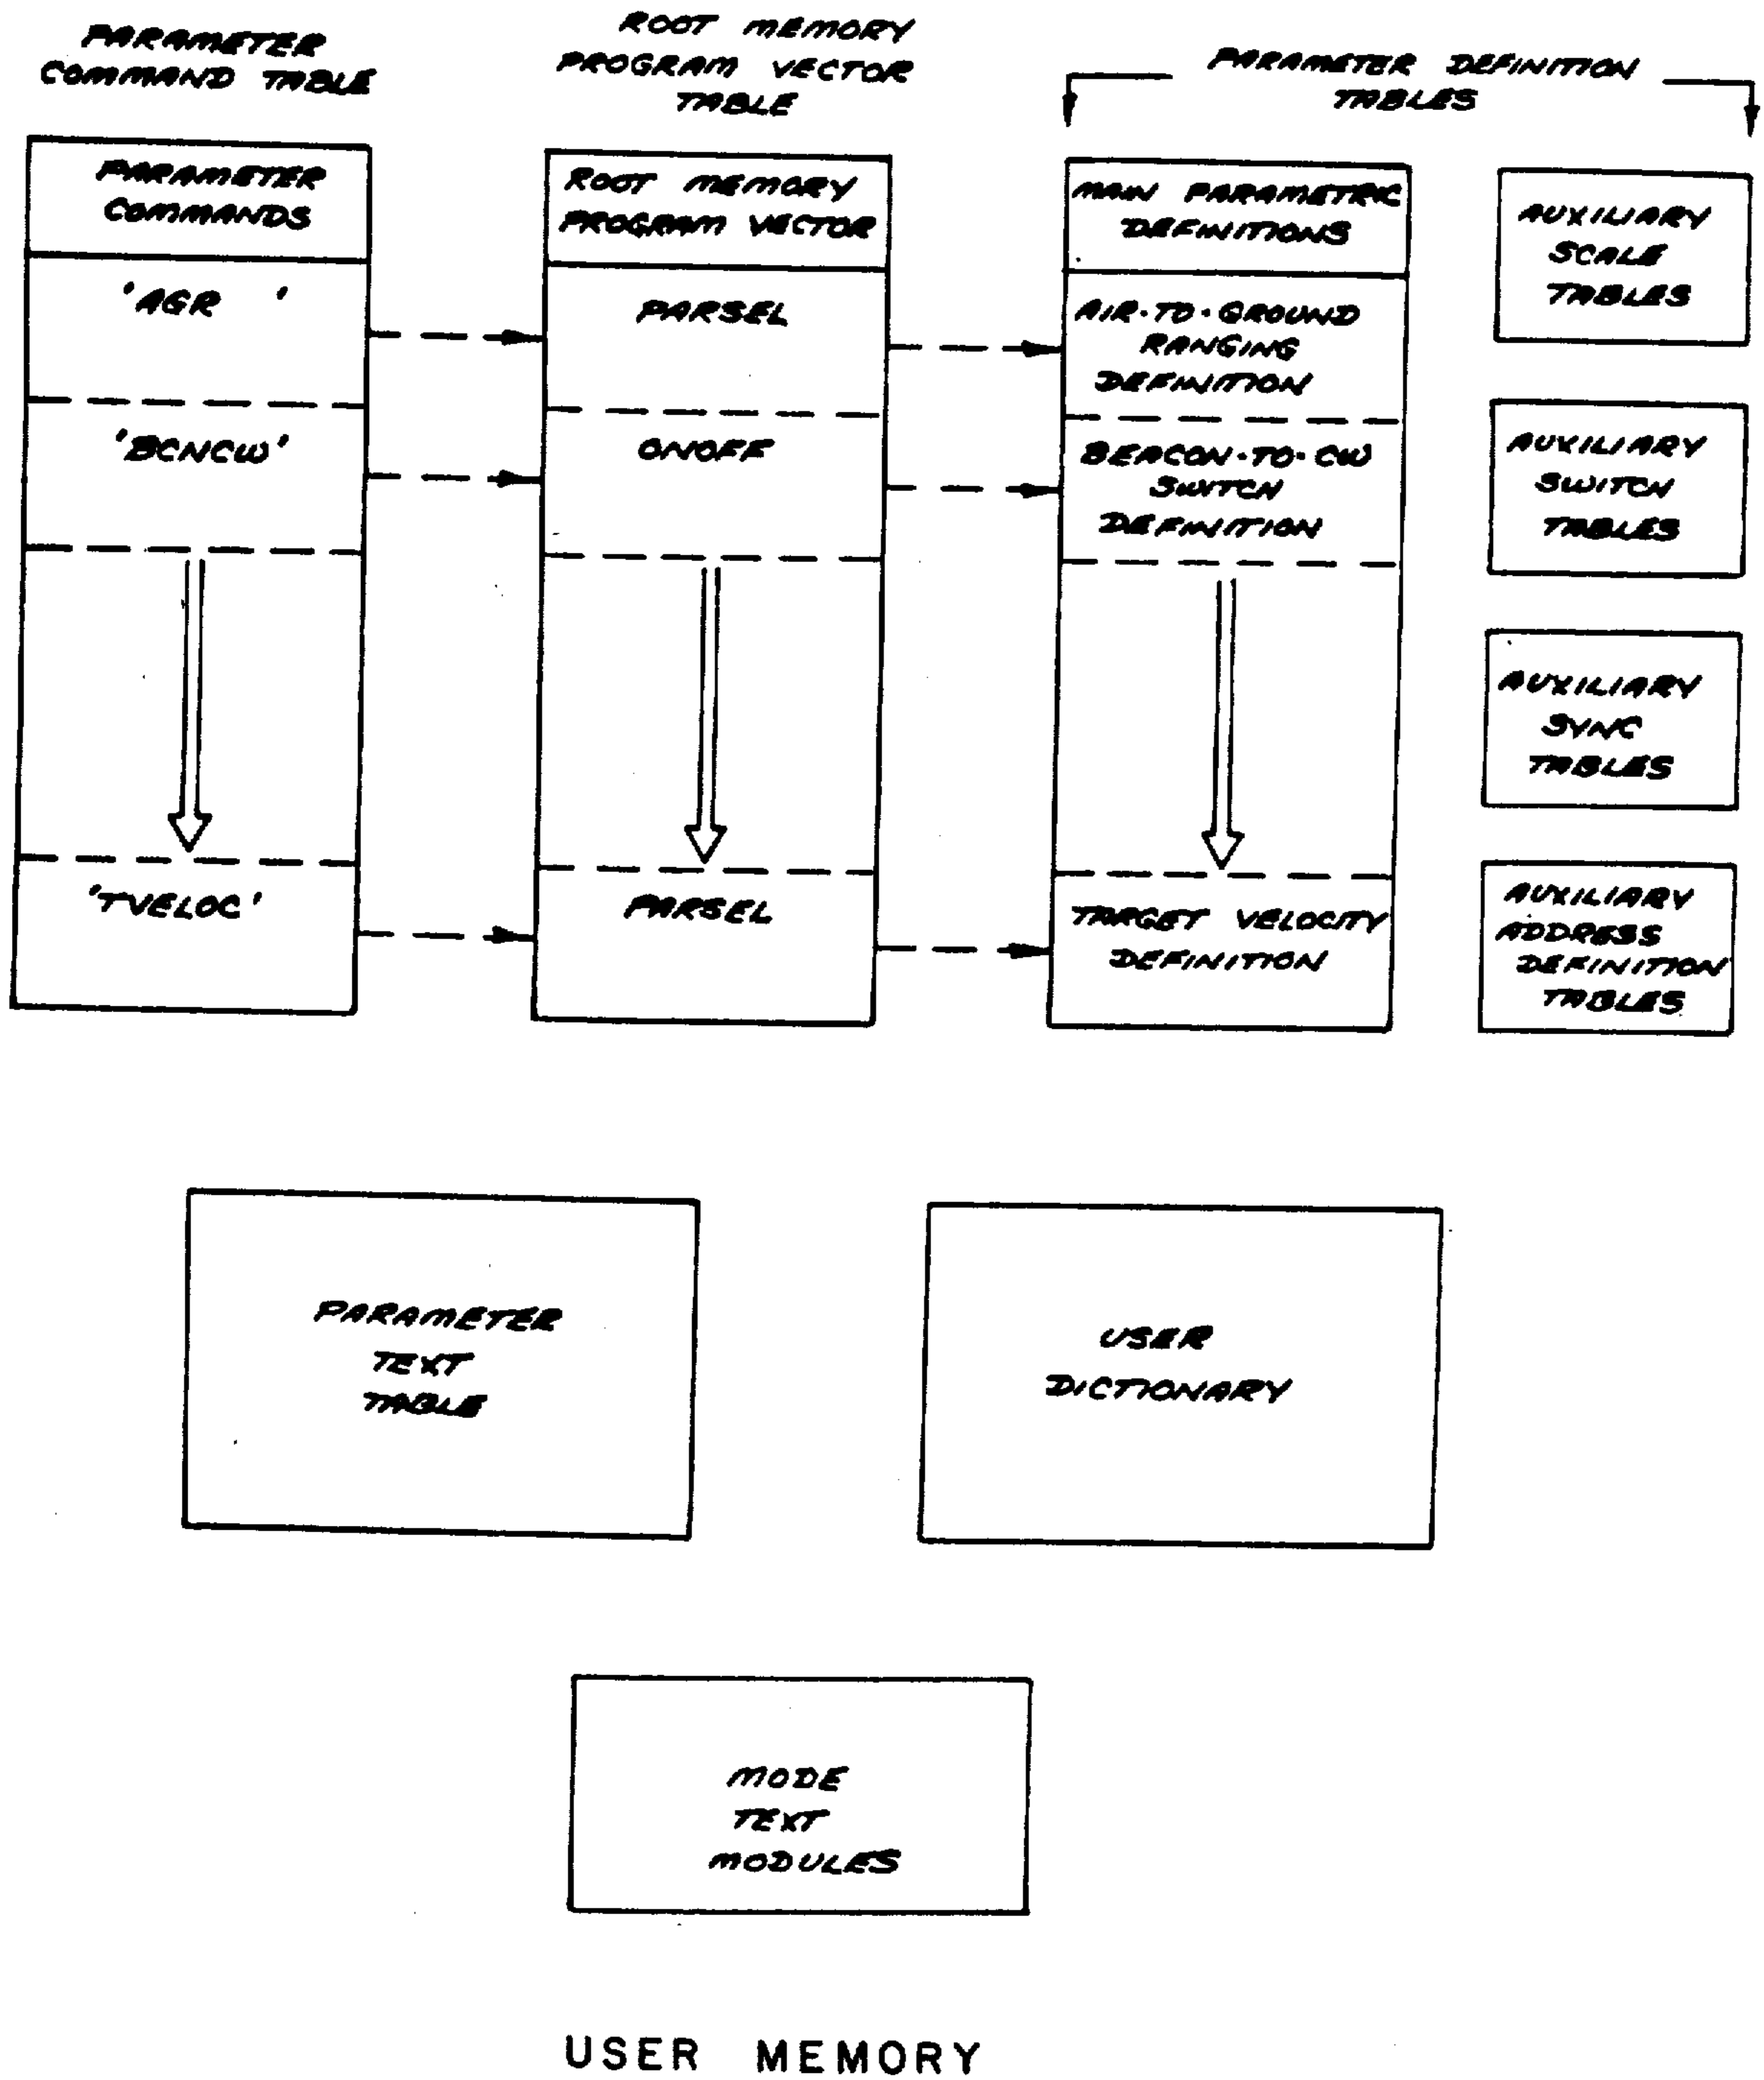 PARAMETER
COMMAND TABLE
ROOT MEMORY
PROGRAM VECTOR
TABLE
PARAMETER DEFINITION
TABLES
PARAMETER
COMMANDS
'AGR '
'BCNCW'
'TVELOC'
ROOT MEMORY
PROGRAM VECTOR
PARSEL
ONOFF
PARSEL
MAIN PARAMETRIC
DEFINITIONS
AIR-TO-GROUND
RANGING
DEFINITION
BEACON-TO-CW
SWITCH
DEFINITION
TARGET VELOCITY
DEFINITION
AUXILIARY
SCALE
TABLES
AUXILIARY
SWITCH
TABLES
AUXILIARY
SYNC
TABLES
AUXILIARY
ADDRESS
DEFINITION
TABLES
PARAMETER
TEXT
TABLE
USER
DICTIONARY
MODE
TEXT
MODULES
USER MEMORY